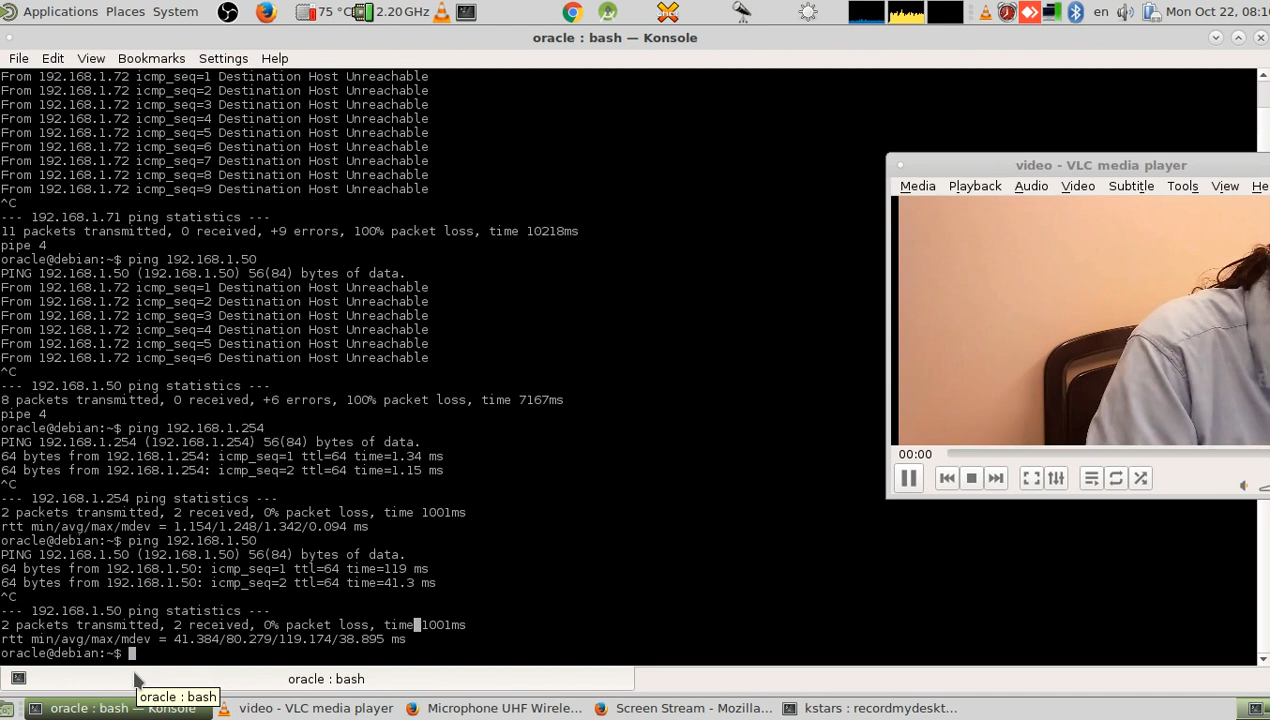 Applications Places System 75 °C 2.20 GHz en Mon Oct 22, 08:1
oracle : bash — Konsole
File Edit View Bookmarks Settings Help
From 192.168.1.72 icmp_seq=1 Destination Host Unreachable
From 192.168.1.72 icmp_seq=2 Destination Host Unreachable
From 192.168.1.72 icmp_seq=3 Destination Host Unreachable
From 192.168.1.72 icmp_seq=4 Destination Host Unreachable
From 192.168.1.72 icmp_seq=5 Destination Host Unreachable
From 192.168.1.72 icmp_seq=6 Destination Host Unreachable
From 192.168.1.72 icmp_seq=7 Destination Host Unreachable
From 192.168.1.72 icmp_seq=8 Destination Host Unreachable
From 192.168.1.72 icmp_seq=9 Destination Host Unreachable
^C
--- 192.168.1.71 ping statistics ---
11 packets transmitted, 0 received, +9 errors, 100% packet loss, time 10218ms
pipe 4
oracle@debian:~$ ping 192.168.1.50
PING 192.168.1.50 (192.168.1.50) 56(84) bytes of data.
From 192.168.1.72 icmp_seq=1 Destination Host Unreachable
From 192.168.1.72 icmp_seq=2 Destination Host Unreachable
From 192.168.1.72 icmp_seq=3 Destination Host Unreachable
From 192.168.1.72 icmp_seq=4 Destination Host Unreachable
From 192.168.1.72 icmp_seq=5 Destination Host Unreachable
From 192.168.1.72 icmp_seq=6 Destination Host Unreachable
^C
--- 192.168.1.50 ping statistics ---
8 packets transmitted, 0 received, +6 errors, 100% packet loss, time 7167ms
pipe 4
oracle@debian:~$ ping 192.168.1.254
PING 192.168.1.254 (192.168.1.254) 56(84) bytes of data.
64 bytes from 192.168.1.254: icmp_seq=1 ttl=64 time=1.34 ms
64 bytes from 192.168.1.254: icmp_seq=2 ttl=64 time=1.15 ms
^C
--- 192.168.1.254 ping statistics ---
2 packets transmitted, 2 received, 0% packet loss, time 1001ms
rtt min/avg/max/mdev = 1.154/1.248/1.342/0.094 ms
oracle@debian:~$ ping 192.168.1.50
PING 192.168.1.50 (192.168.1.50) 56(84) bytes of data.
64 bytes from 192.168.1.50: icmp_seq=1 ttl=64 time=119 ms
64 bytes from 192.168.1.50: icmp_seq=2 ttl=64 time=41.3 ms
^C
--- 192.168.1.50 ping statistics ---
2 packets transmitted, 2 received, 0% packet loss, time 1001ms
rtt min/avg/max/mdev = 41.384/80.279/119.174/38.895 ms
oracle@debian:~$
video - VLC media player
Media Playback Audio Video Subtitle Tools View He
00:00
oracle : bash
oracle : bash
oracle : bash — Konsole video - VLC media player Microphone UHF Wirele... Screen Stream - Mozilla... kstars : recordmydeskt...